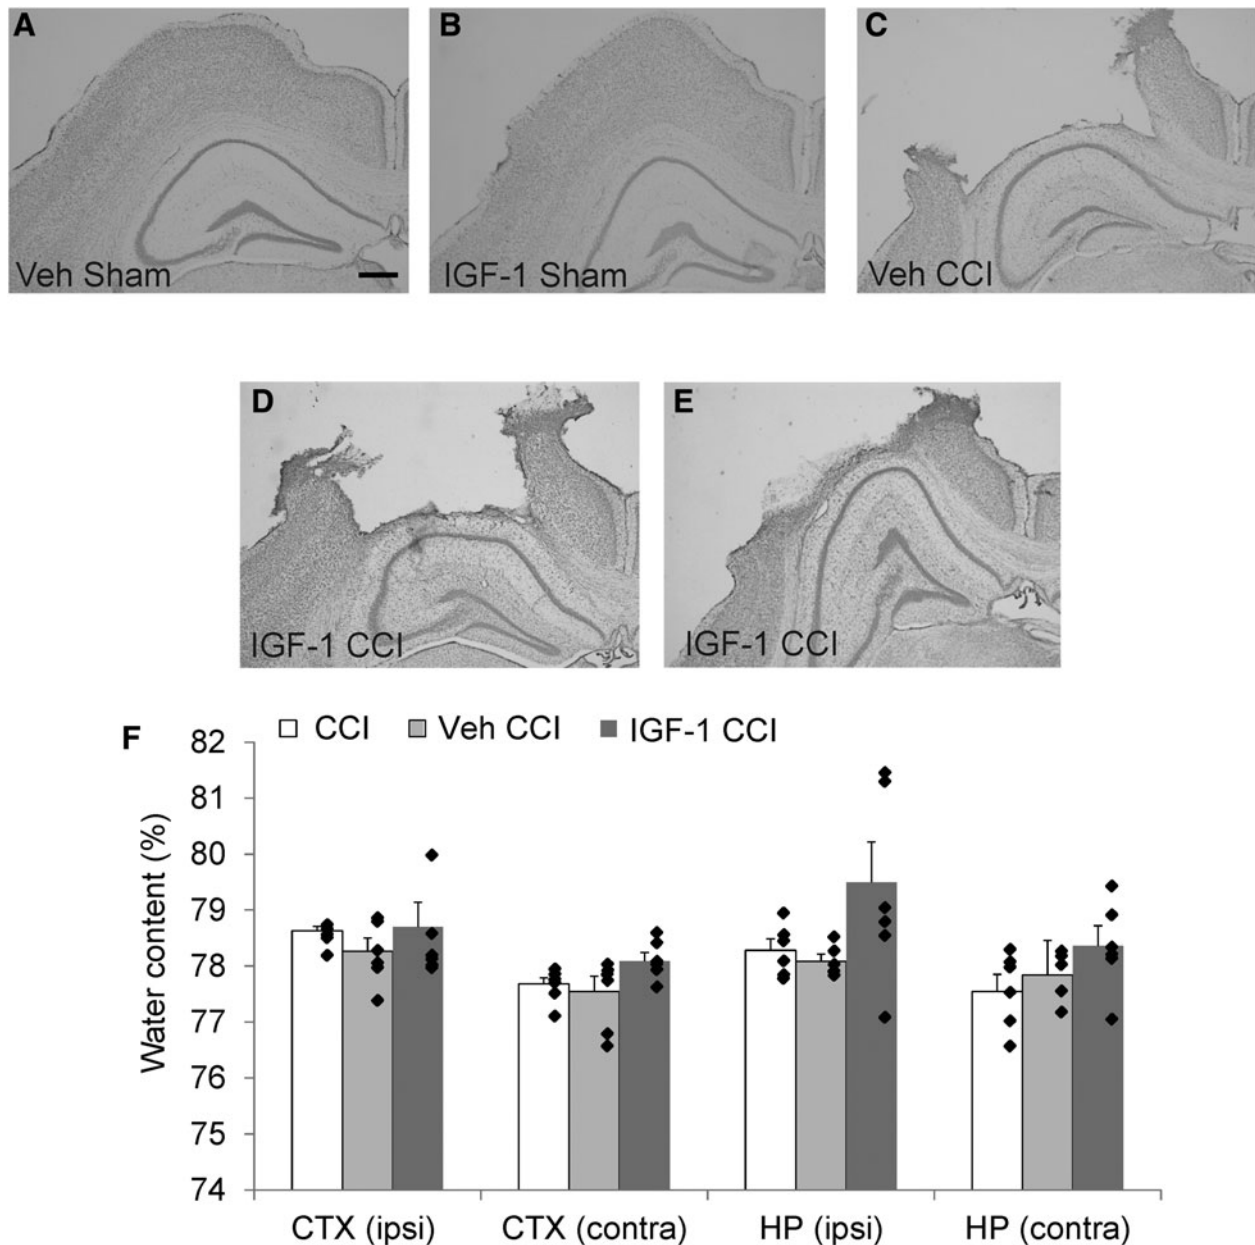 A
B
C
Veh Sham
IGF-1 Sham
Veh CCI
D
E
IGF-1 CCI
IGF-1 CCI
F
CCI Veh CCI IGF-1 CCI
Water content (%)
82
81
80
79
78
77
76
75
74
CTX (ipsi) CTX (contra) HP (ipsi) HP (contra)